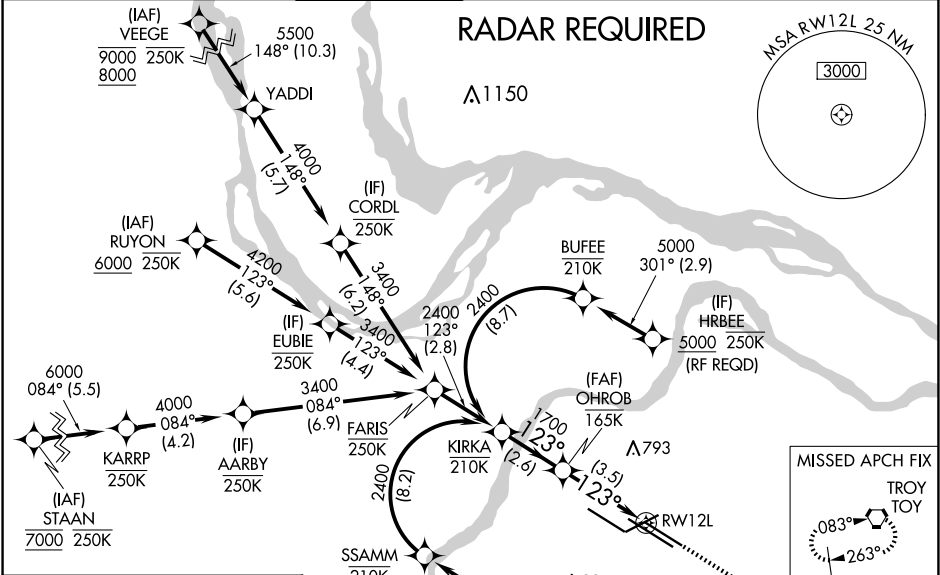 RADAR REQUIRED
(IAF)
VEEGE
9000 250K
8000
5500
148° (10.3)
YADDI
1150
MSA RW12L 25 NM
3000
4000
148°
(5.7)
(IF)
CORDL
250K
(IAF)
RUYON
6000 250K
4200
123°
(5.6)
3400
148°
(6.2)
BUFEE
210K
5000
301° (2.9)
(IF)
HRBEE
5000 250K
(RF REQD)
(IF)
EUBIE
250K
3400
123°
(4.4)
2400
123°
(2.8)
2400
(8.7)
6000
084° (5.5)
4000
084°
(4.2)
3400
084°
(6.9)
(FAF)
OHROB
165K
FARIS
250K
KARRP
250K
(IF)
AARBY
250K
KIRKA
210K
1700
123°
(2.6)
793
(3.5)
123°
(IAF)
STAAN
7000 250K
2400
(8.2)
RW12L
MISSED APCH FIX
TROY
TOY
083°
263°
SSAMM
210K